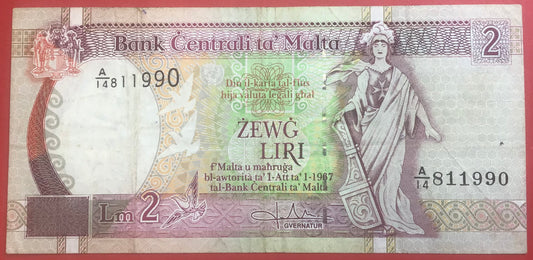 Bank Ċentrali ta' Malta
2
A/14 811990
Din il-karta tal-flus
hija valuta legali għal
ŻEWĠ
LIRI
f'Malta u maħruġa
bl-awtorità ta' l-Att ta' l-1967
tal-Bank Ċentrali ta' Malta
A/14 811990
Lm 2
GVERNATUR